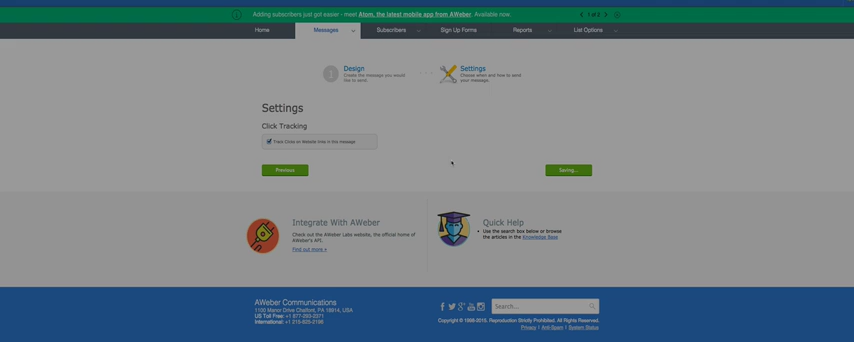 Adding subscribers just got easier - meet Atom, the latest mobile app from AWeber. Available now.
1 of 2
Home Messages Subscribers Sign Up Forms Reports List Options
1
Design
Create the message you would
like to send.
Settings
Choose when and how to send
your message.
Settings
Click Tracking
Track Clicks on Website links in this message
Previous
Saving...
Integrate With AWeber
Check out the AWeber Labs website, the official home of
AWeber's API.
Find out more »
Quick Help
Use the search box below or browse
the articles in the Knowledge Base
AWeber Communications
1100 Manor Drive Chalfont, PA 18914, USA
US Toll Free: +1 877-293-2371
International: +1 215-825-2196
Search...
Copyright © 1998-2015. Reproduction Strictly Prohibited. All Rights Reserved.
Privacy | Anti-Spam | System Status